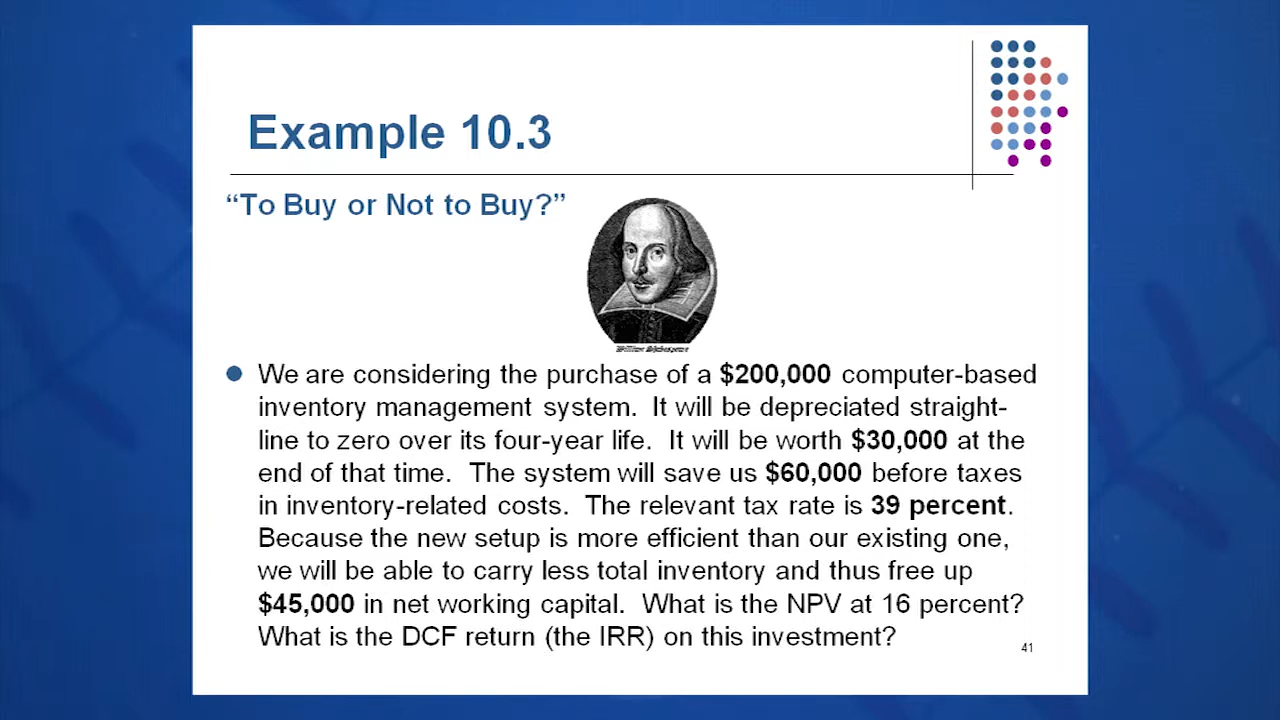 Example 10.3
“To Buy or Not to Buy?”
We are considering the purchase of a $200,000 computer-based
inventory management system. It will be depreciated straight-
line to zero over its four-year life. It will be worth $30,000 at the
end of that time. The system will save us $60,000 before taxes
in inventory-related costs. The relevant tax rate is 39 percent.
Because the new setup is more efficient than our existing one,
we will be able to carry less total inventory and thus free up
$45,000 in net working capital. What is the NPV at 16 percent?
What is the DCF return (the IRR) on this investment?
41